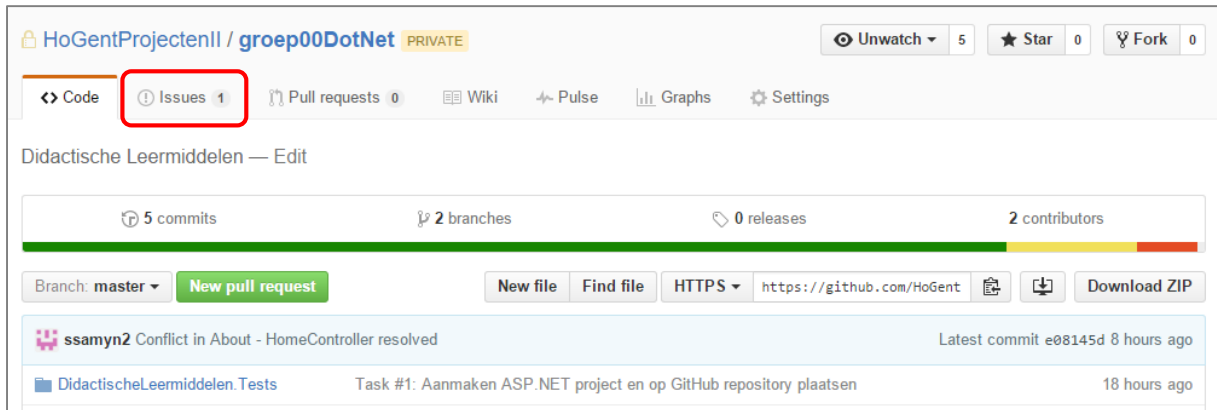 HoGentProjectenII / groep00DotNet PRIVATE Unwatch 5 Star 0 Fork 0
Code Issues 1 Pull requests 0 Wiki Pulse Graphs Settings
Didactische Leermiddelen — Edit
5 commits 2 branches 0 releases 2 contributors
Branch: master New pull request New file Find file HTTPS https://github.com/HoGent Download ZIP
ssamyn2 Conflict in About - HomeController resolved Latest commit e08145d 8 hours ago
DidactischeLeermiddelen.Tests Task #1: Aanmaken ASP.NET project en op GitHub repository plaatsen 18 hours ago